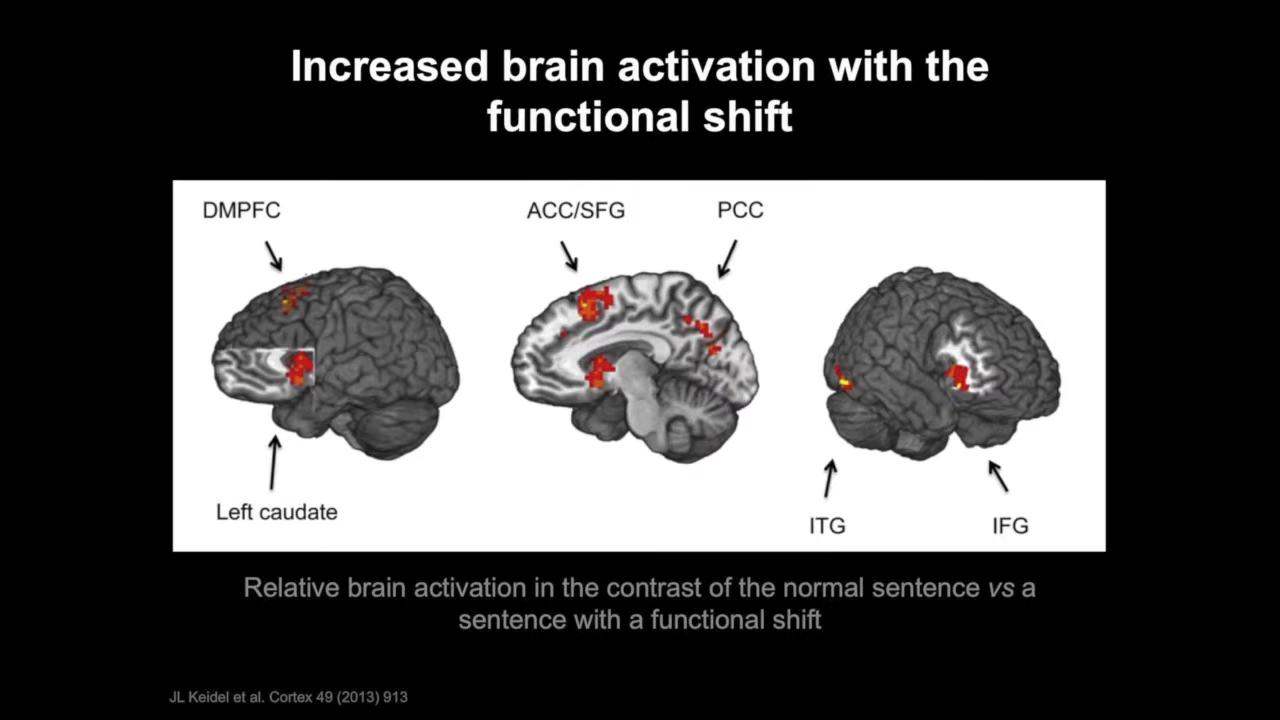 Increased brain activation with the
functional shift
DMPFC
ACC/SFG
PCC
Left caudate
ITG
IFG
Relative brain activation in the contrast of the normal sentence vs a
sentence with a functional shift
JL Keidel et al. Cortex 49 (2013) 913